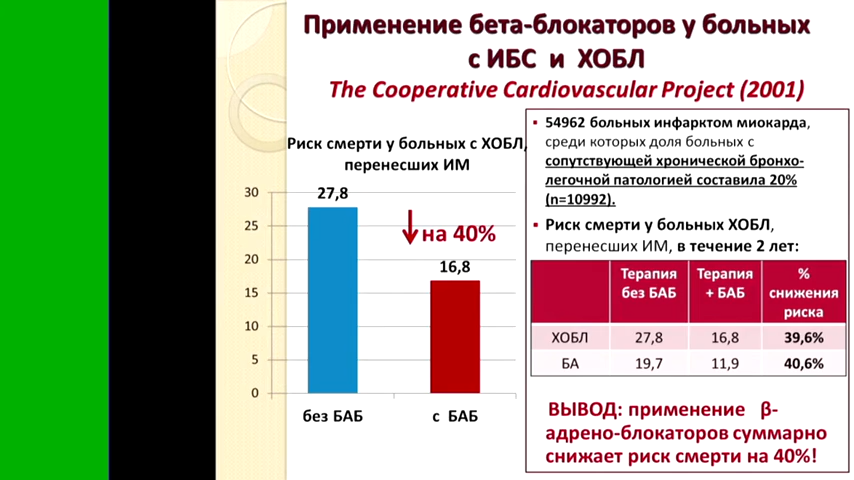 Применение бета-блокаторов у больных
с ИБС и ХОБЛ
The Cooperative Cardiovascular Project (2001)
Риск смерти у больных с ХОБЛ,
перенесших ИМ
30
25
20
15
10
5
0
27,8
на 40%
16,8
без БАБ
с БАБ
54962 больных инфарктом миокарда,
среди которых доля больных с
сопутствующей хронической бронхо-
легочной патологией составила 20%
(n=10992).
Риск смерти у больных ХОБЛ,
перенесших ИМ, в течение 2 лет:
Терапия без БАБ
Терапия + БАБ
% снижения риска
ХОБЛ 27,8 16,8 39,6%
БА 19,7 11,9 40,6%
ВЫВОД: применение β-
адрено-блокаторов суммарно
снижает риск смерти на 40%!